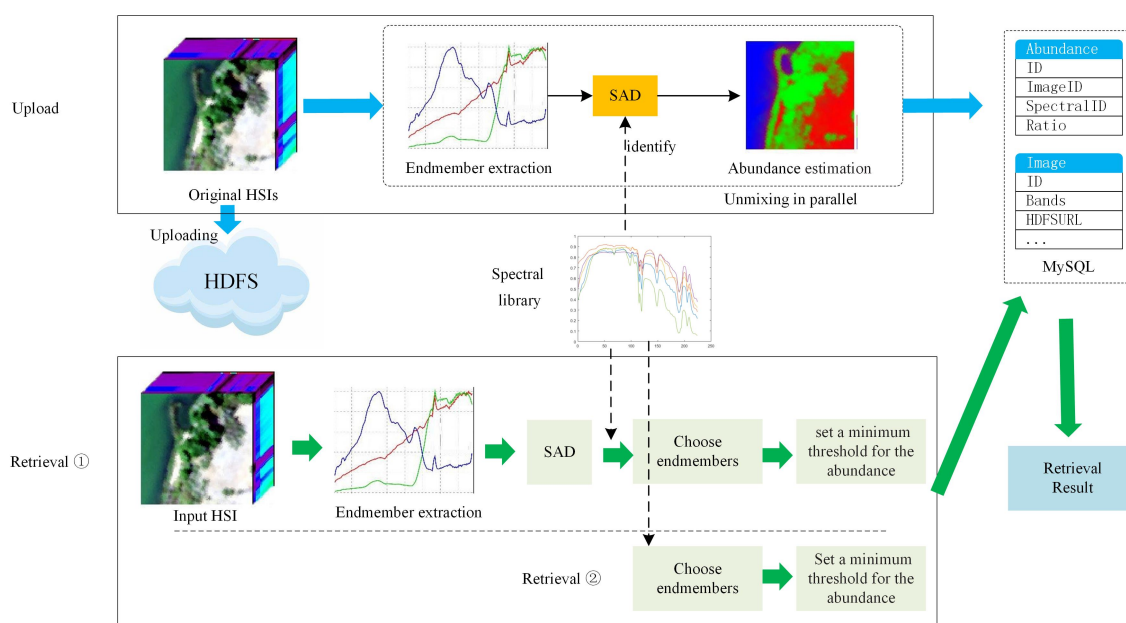 Upload
Original HSIs
Endmember extraction
SAD
identify
Abundance estimation
Unmixing in parallel
Uploading
HDFS
Spectral
library
Abundance
ID
ImageID
SpectralID
Ratio
Image
ID
Bands
HDFSURL
...
MySQL
Retrieval ①
Input HSI
Endmember extraction
SAD
Choose
endmembers
set a minimum
threshold for the
abundance
Retrieval
Result
Retrieval ②
Choose
endmembers
Set a minimum
threshold for the
abundance